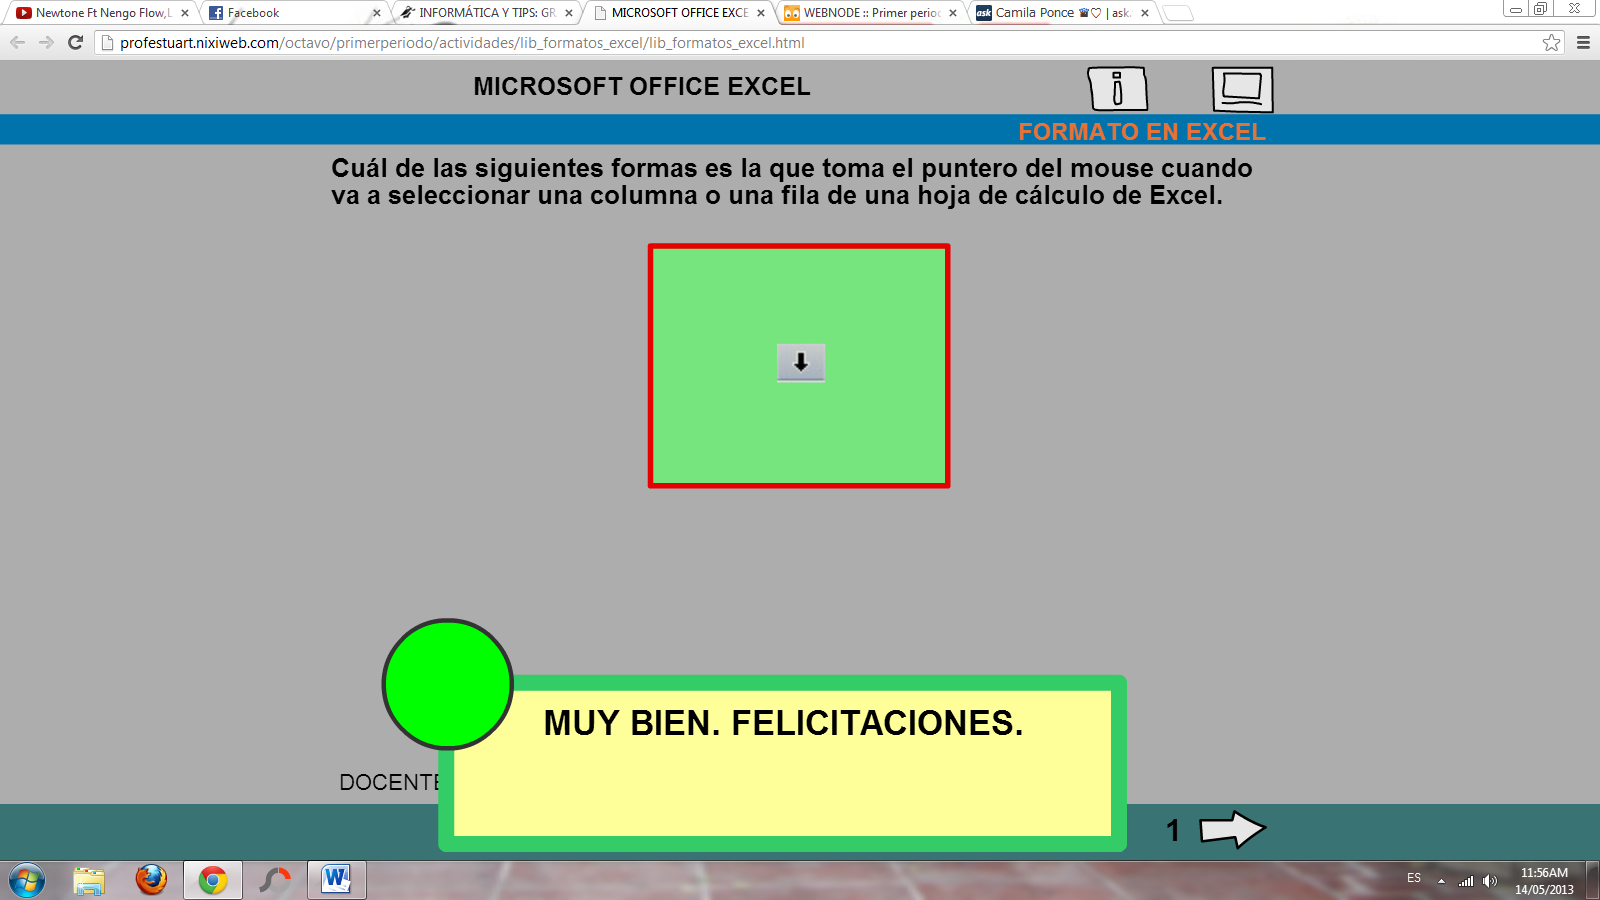 Newtone Ft Nengo Flow,L
Facebook
INFORMÁTICA Y TIPS: GR
MICROSOFT OFFICE EXCE
WEBNODE :: Primer period
ask Camila Ponce ♛♡ | ask.
profestuart.nixiweb.com/octavo/primerperiodo/actividades/lib_formatos_excel/lib_formatos_excel.html
MICROSOFT OFFICE EXCEL
i
FORMATO EN EXCEL
Cuál de las siguientes formas es la que toma el puntero del mouse cuando
va a seleccionar una columna o una fila de una hoja de cálculo de Excel.
MUY BIEN. FELICITACIONES.
DOCENTE
1
ES
11:56AM
14/05/2013